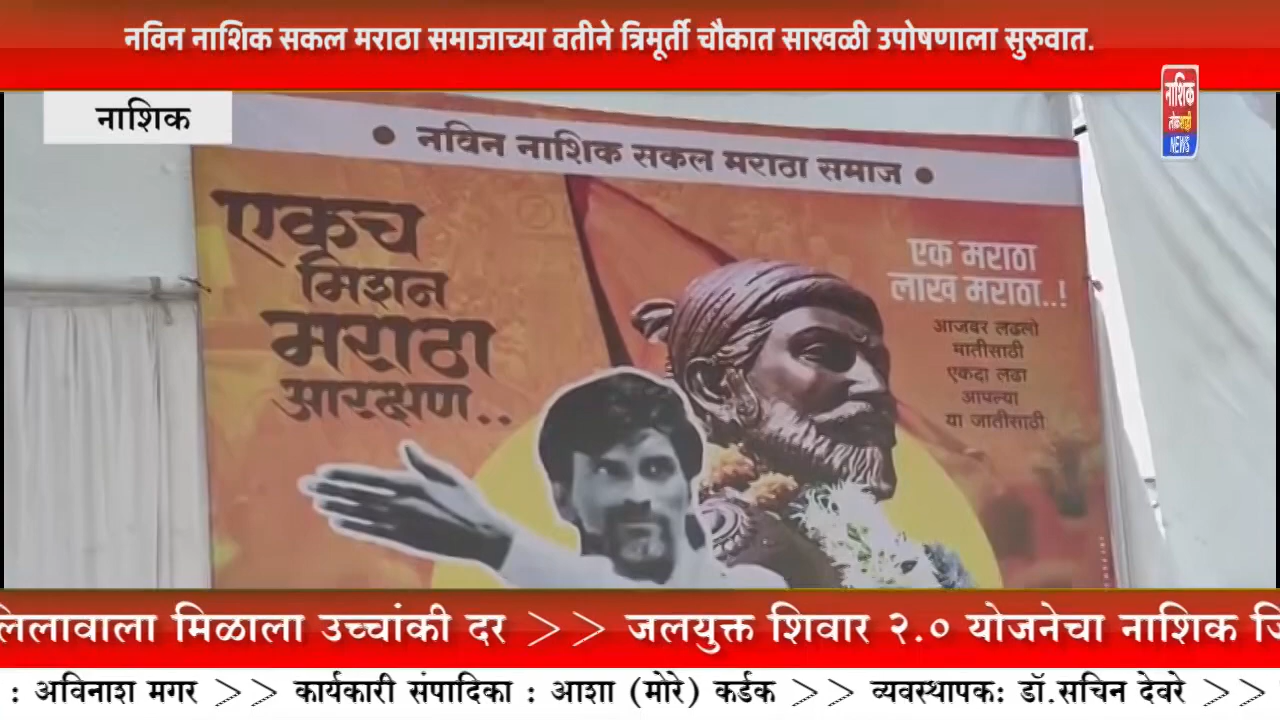 नविन नाशिक सकल मराठा समाजाच्या वतीने त्रिमूर्ती चौकात साखळी उपोषणाला सुरुवात.
नाशिक
नाशिक
लोकशाही
NEWS
● नविन नाशिक सकल मराठा समाज ●
एकच
मिशन
मराठा
आरक्षण..
एक मराठा
लाख मराठा..!
आजवर लढलो
मातीसाठी
एकदा लढा
आपल्या
या जातीसाठी
लिलावाला मिळाला उच्चांकी दर >> जलयुक्त शिवार २.० योजनेचा नाशिक जि
: अविनाश मगर >> कार्यकारी संपादिका : आशा (मोरे) कर्डक >> व्यवस्थापकः डॉ.सचिन देवरे >>